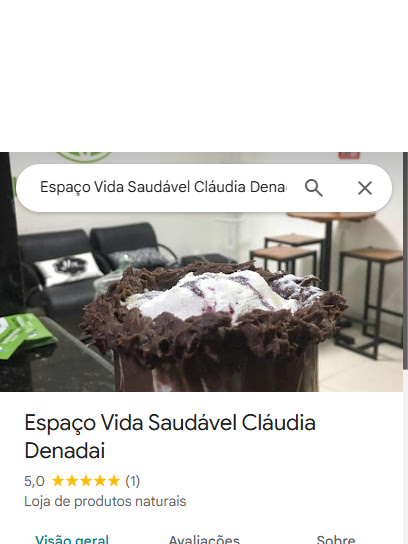 Espaço Vida Saudável Cláudia Dena
Espaço Vida Saudável Cláudia
Denadai
5,0 ★★★★★ (1)
Loja de produtos naturais
Visão geral Avaliações Sobre